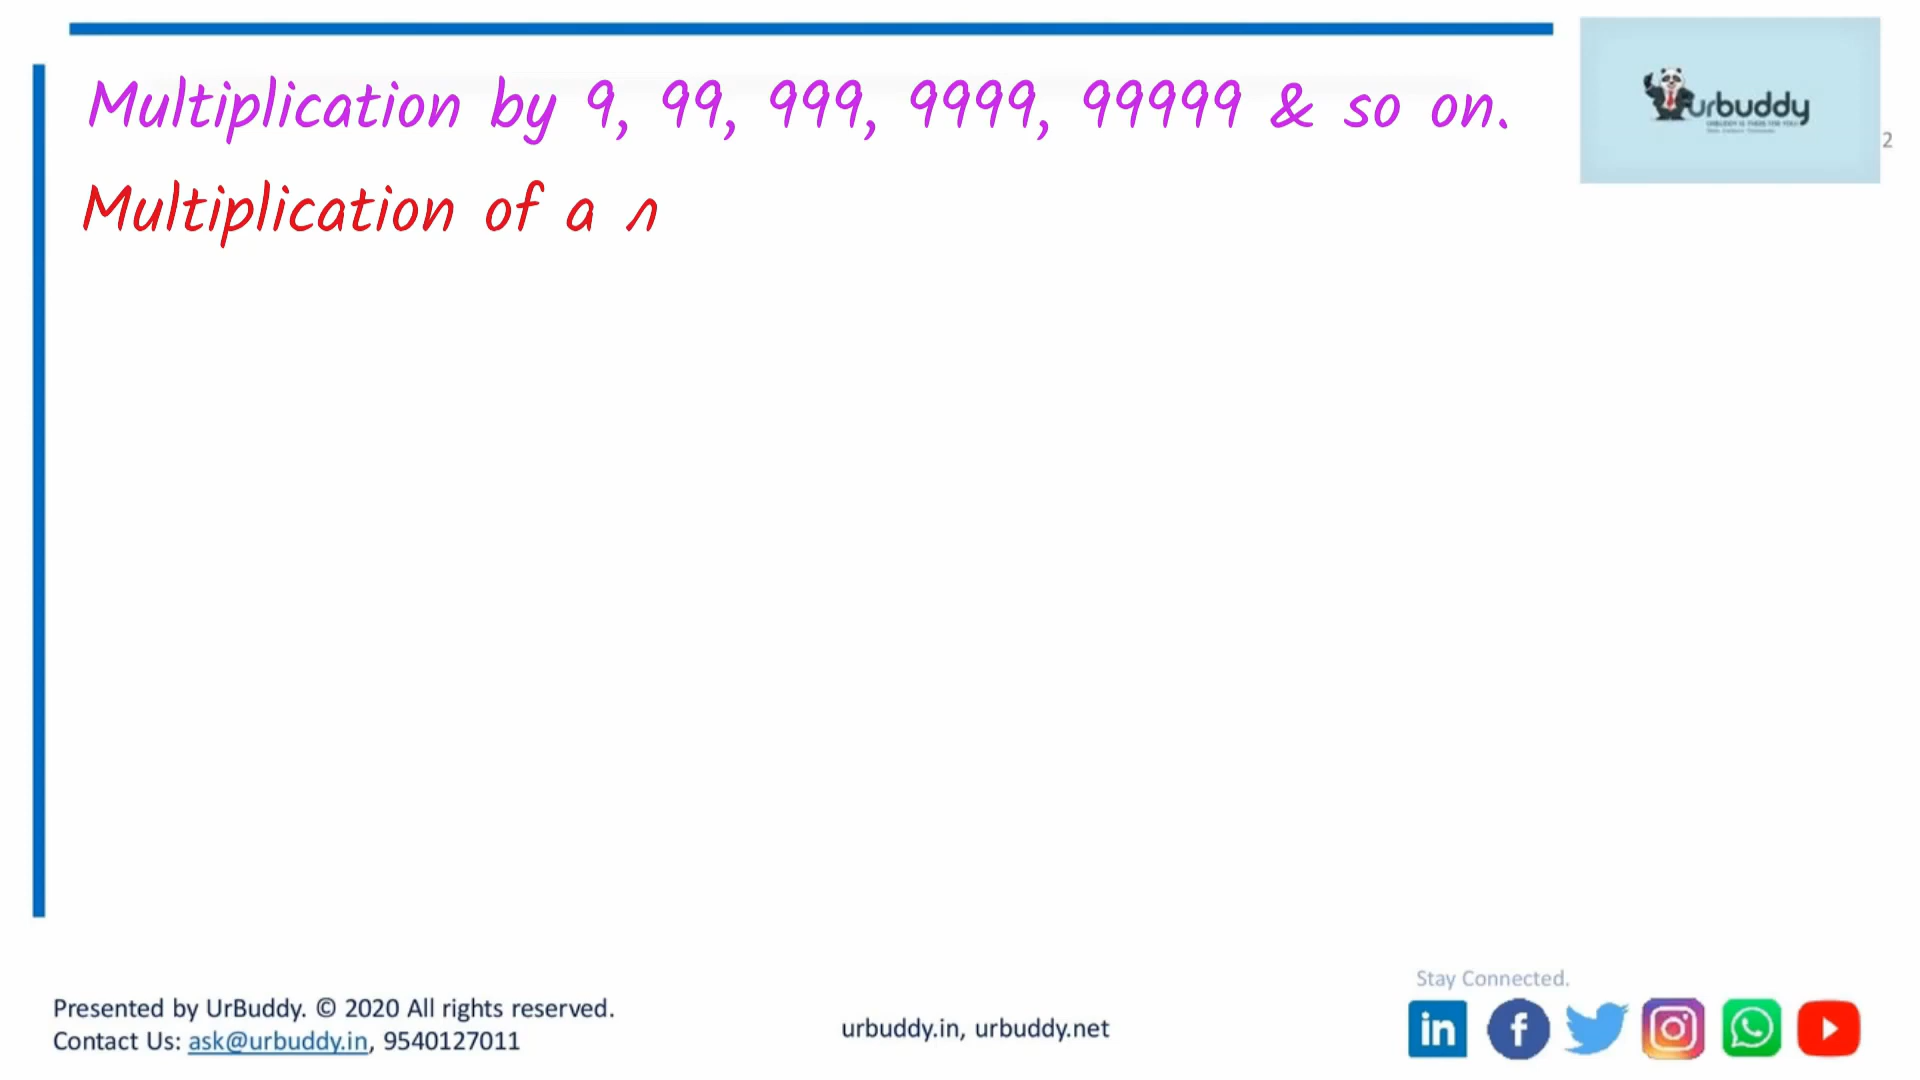 Multiplication by 9, 99, 999, 9999, 99999 & so on.
urbuddy
2
Multiplication of a n
Stay Connected.
Presented by UrBuddy. © 2020 All rights reserved.
Contact Us: ask@urbuddy.in, 9540127011
urbuddy.in, urbuddy.net